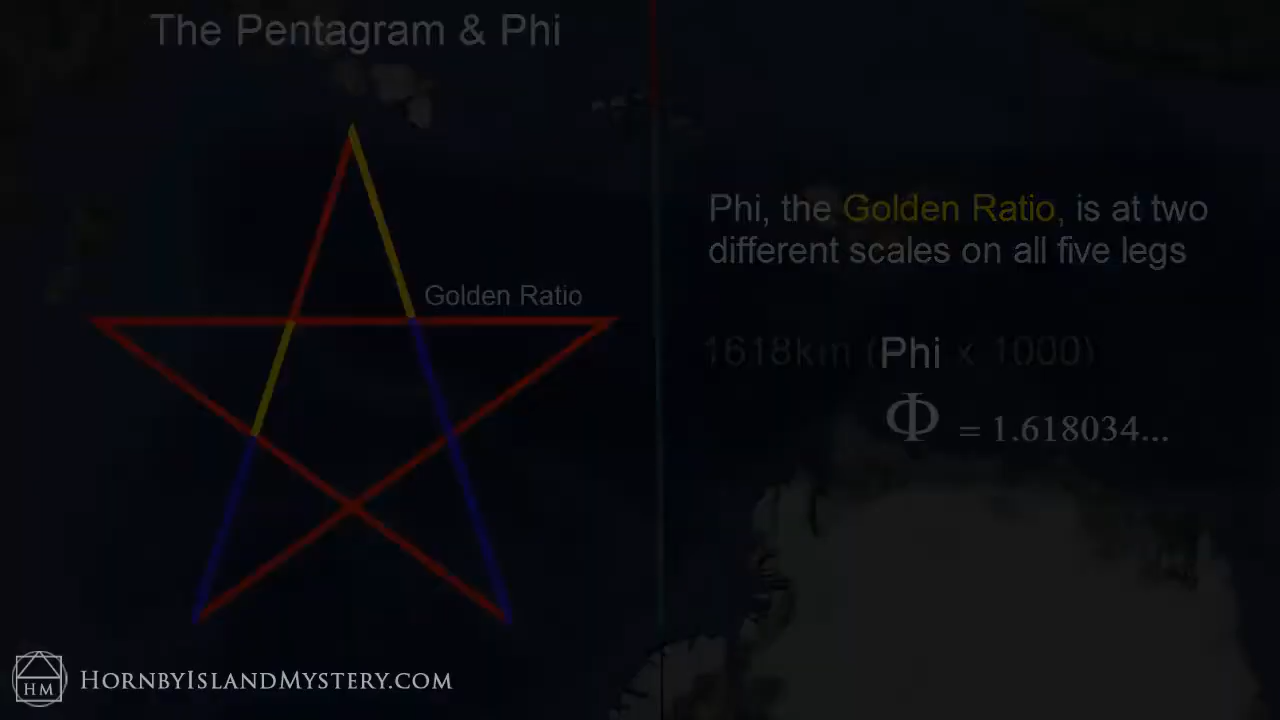 The Pentagram & Phi
Golden Ratio
Phi, the Golden Ratio, is at two
different scales on all five legs
1618km (Phi x 1000)
Φ = 1.618034...
HM
HORNBYISLANDMYSTERY.COM